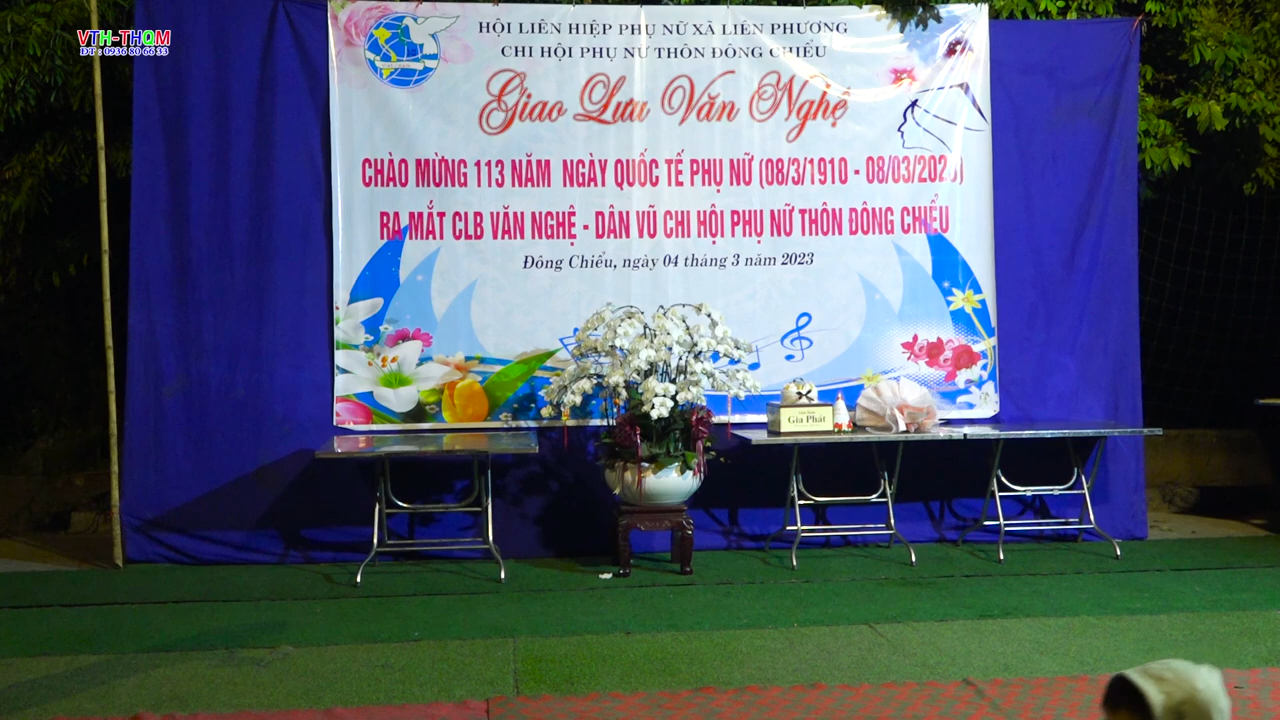 VTH-THQM
ĐT : 0936 80 66 33
HỘI LIÊN HIỆP PHỤ NỮ XÃ LIÊN PHƯƠNG
CHI HỘI PHỤ NỮ THÔN ĐÔNG CHIỂU
Giao Lưu Văn Nghệ
CHÀO MỪNG 113 NĂM NGÀY QUỐC TẾ PHỤ NỮ (08/3/1910 - 08/03/2023)
RA MẮT CLB VĂN NGHỆ - DÂN VŨ CHI HỘI PHỤ NỮ THÔN ĐÔNG CHIỂU
Đông Chiểu, ngày 04 tháng 3 năm 2023
Gia Phát